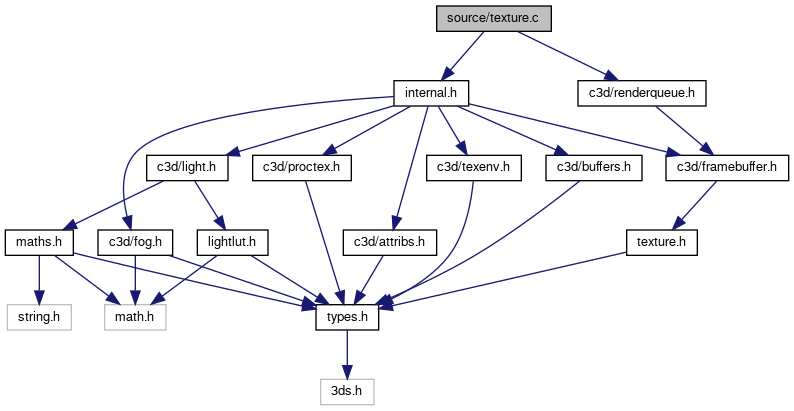 source/texture.c
internal.h
c3d/renderqueue.h
c3d/light.h
c3d/proctex.h
c3d/texenv.h
c3d/buffers.h
c3d/framebuffer.h
maths.h
c3d/fog.h
lightlut.h
c3d/attribs.h
texture.h
string.h
math.h
types.h
3ds.h